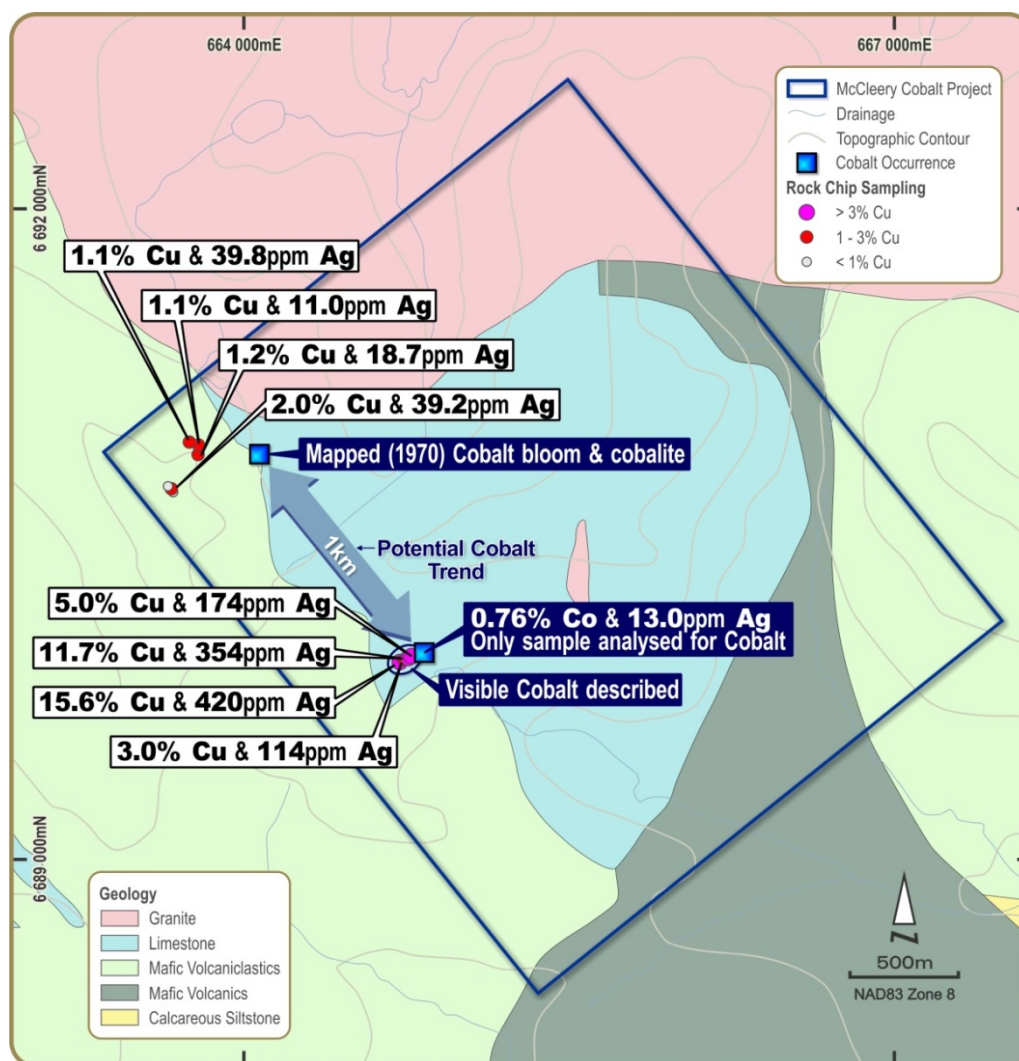 664 000mE
667 000mE
6 692 000mN
6 689 000mN
McCleery Cobalt Project
Drainage
Topographic Contour
Cobalt Occurrence
Rock Chip Sampling
> 3% Cu
1 - 3% Cu
< 1% Cu
1.1% Cu & 39.8ppm Ag
1.1% Cu & 11.0ppm Ag
1.2% Cu & 18.7ppm Ag
2.0% Cu & 39.2ppm Ag
Mapped (1970) Cobalt bloom & cobalite
1km
Potential Cobalt
Trend
5.0% Cu & 174ppm Ag
11.7% Cu & 354ppm Ag
15.6% Cu & 420ppm Ag
3.0% Cu & 114ppm Ag
0.76% Co & 13.0ppm Ag
Only sample analysed for Cobalt
Visible Cobalt described
Geology
Granite
Limestone
Mafic Volcaniclastics
Mafic Volcanics
Calcareous Siltstone
N
500m
NAD83 Zone 8